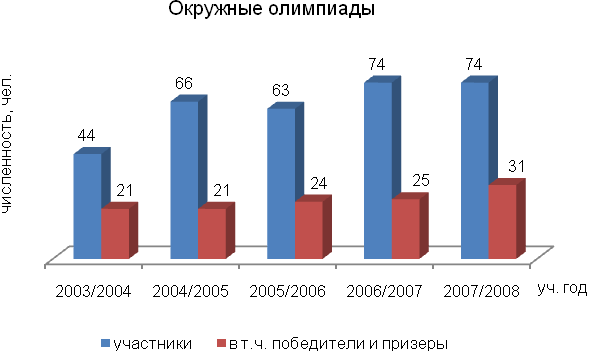 Окружные олимпиады
численность, чел.
44 21 66 21 63 24 74 25 74 31
2003/2004 2004/2005 2005/2006 2006/2007 2007/2008 уч. год
участники в т.ч. победители и призеры